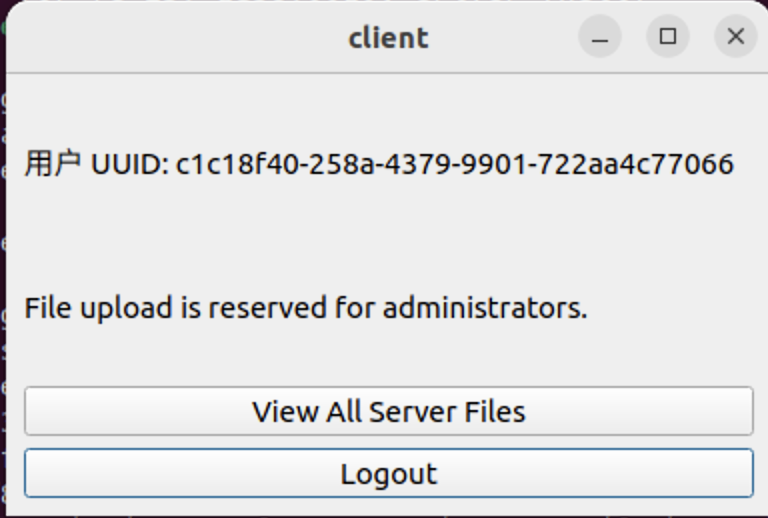 client
用户 UUID: c1c18f40-258a-4379-9901-722aa4c77066
File upload is reserved for administrators.
View All Server Files
Logout